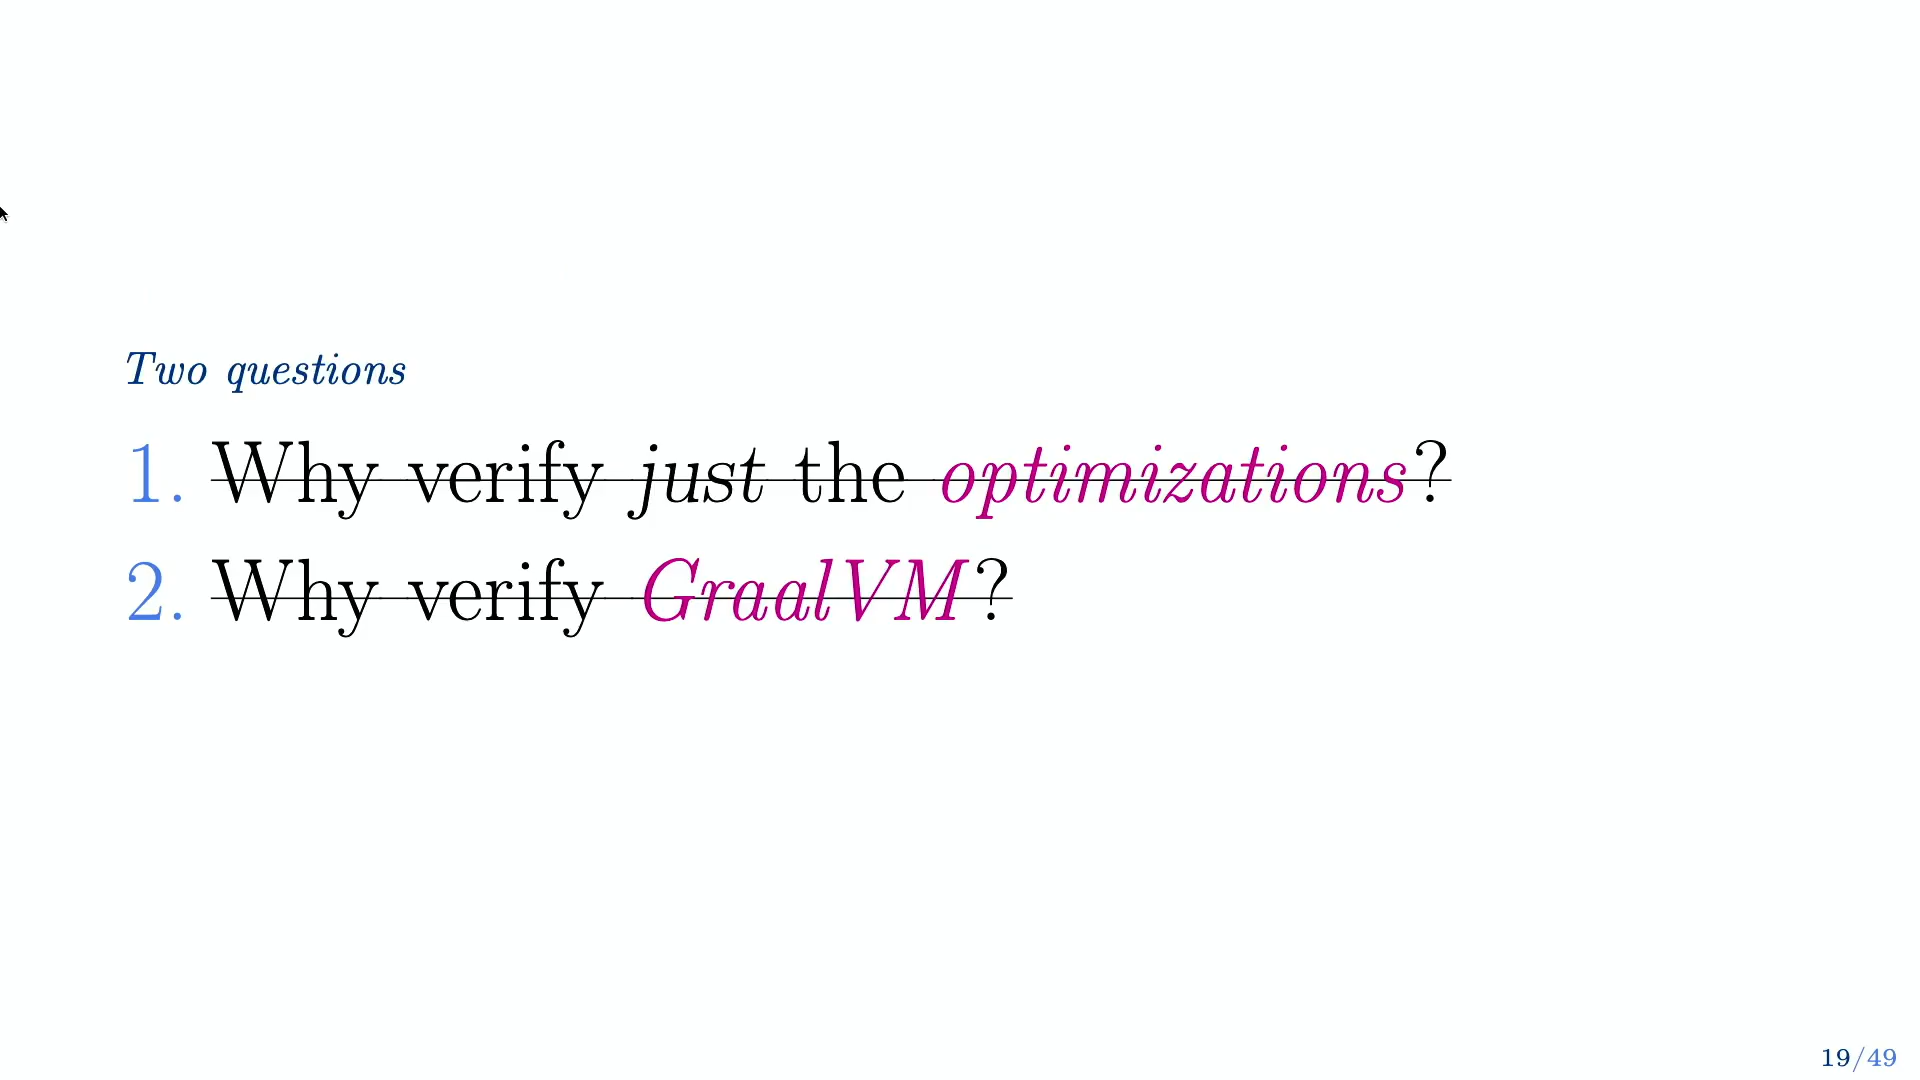 Two questions
1. Why verify just the optimizations?
2. Why verify GraalVM?
19/49